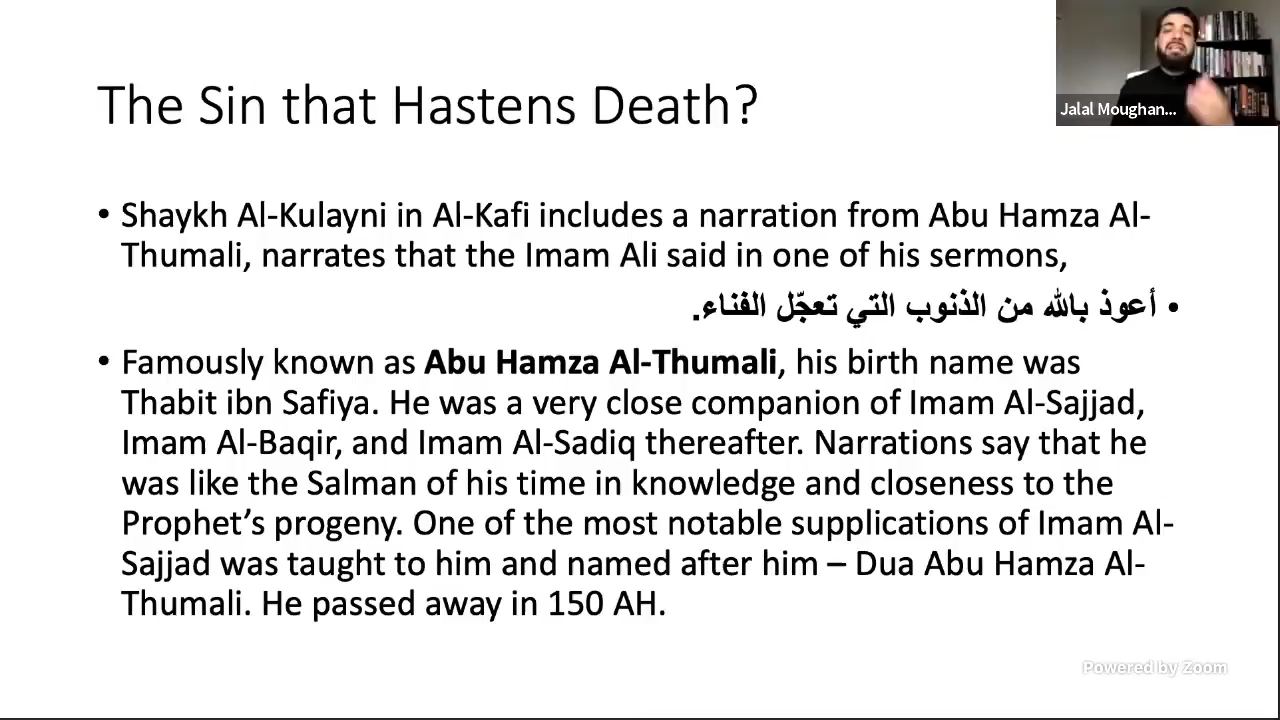 The Sin that Hastens Death?
Jalal Moughan...
• Shaykh Al-Kulayni in Al-Kafi includes a narration from Abu Hamza Al-
Thumali, narrates that the Imam Ali said in one of his sermons,
• أعوذ بالله من الذنوب التي تعجّل الفناء.
• Famously known as Abu Hamza Al-Thumali, his birth name was
Thabit ibn Safiya. He was a very close companion of Imam Al-Sajjad,
Imam Al-Baqir, and Imam Al-Sadiq thereafter. Narrations say that he
was like the Salman of his time in knowledge and closeness to the
Prophet’s progeny. One of the most notable supplications of Imam Al-
Sajjad was taught to him and named after him – Dua Abu Hamza Al-
Thumali. He passed away in 150 AH.
Powered by Zoom